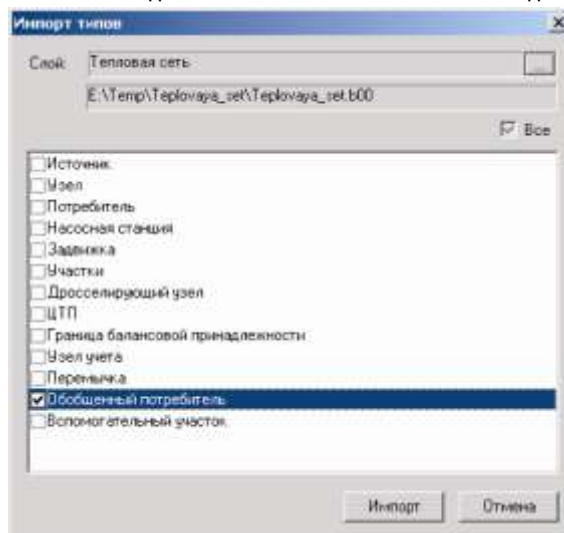 Импорт типов
Слой: Тепловая сеть ...
E:\Temp\Teplovaya_set\Teplovaya_set.b00
Все
Источник
Узел
Потребитель
Насосная станция
Задвижка
Участки
Дросселирующий узел
ЦТП
Граница балансовой принадлежности
Узел учета
Перемычка
Обобщенный потребитель
Вспомогательный участок
Импорт Отмена